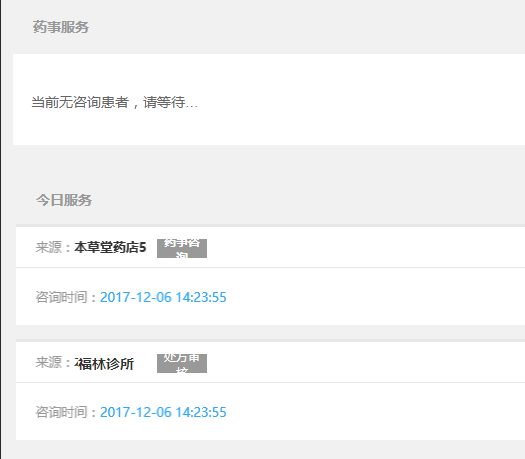 药事服务
当前无咨询患者，请等待...
今日服务
来源：本草堂药店5 药事咨询
咨询时间：2017-12-06 14:23:55
来源：福林诊所 处方审核
咨询时间：2017-12-06 14:23:55